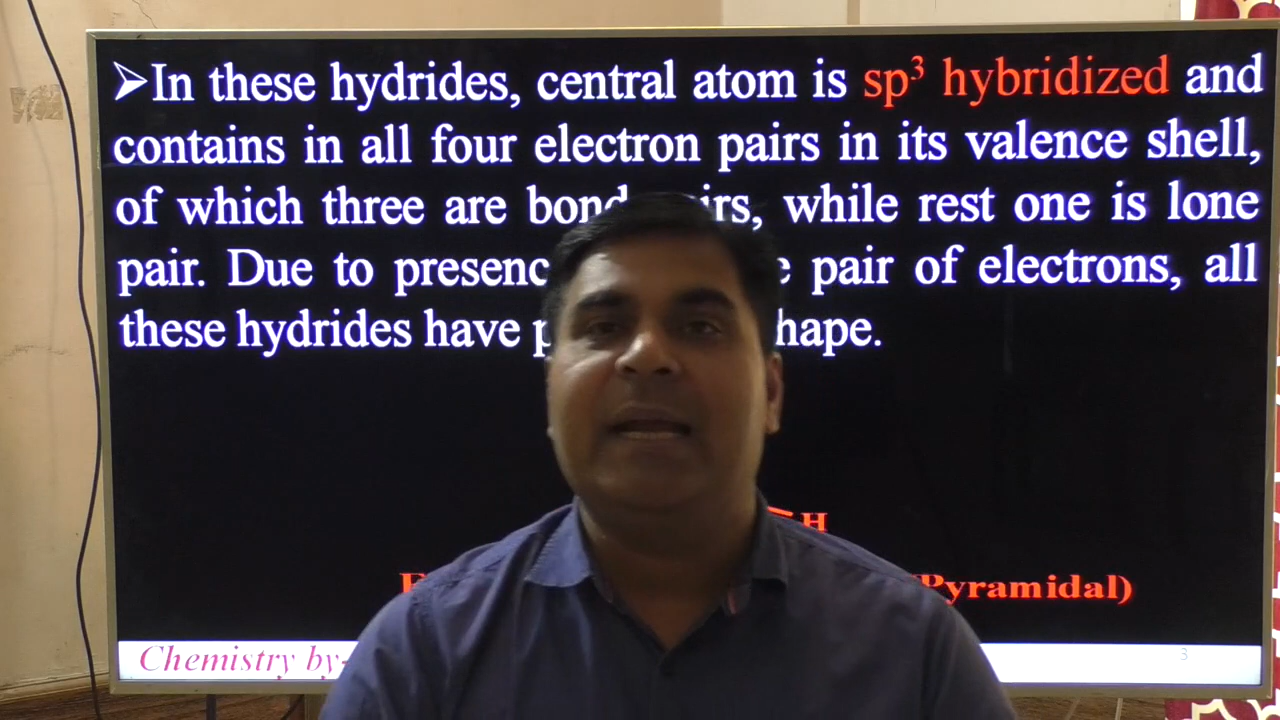 ➢In these hydrides, central atom is sp³ hybridized and
contains in all four electron pairs in its valence shell,
of which three are bond irs, while rest one is lone
pair. Due to presenc pair of electrons, all
these hydrides have hape.
H
Pyramidal)
Chemistry by-
3